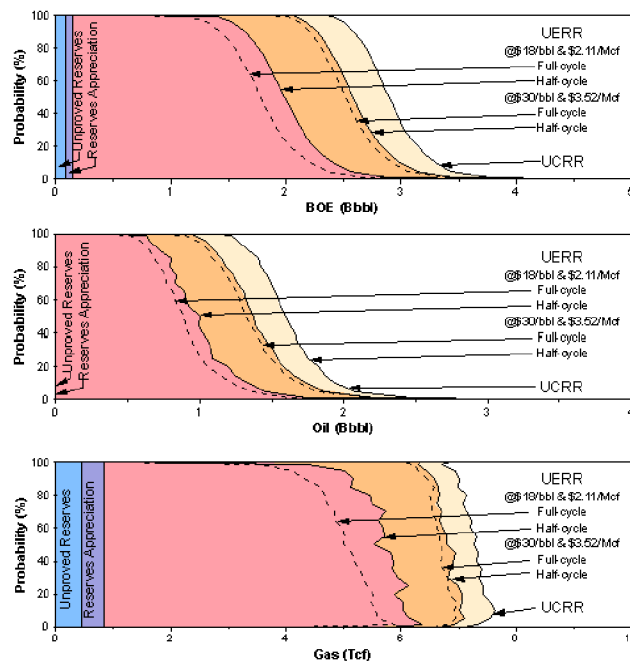 100
80
60
40
20
0
Probability (%)
Unproved Reserves
Reserves Appreciation
UERR
@$18/bbl & $2.11/Mcf
Full-cycle
Half-cycle
@$30/bbl & $3.52/Mcf
Full-cycle
Half-cycle
UCRR
0 1 2 3 4 5
BOE (Bbbl)
100
80
60
40
20
0
Probability (%)
Unproved Reserves
Reserves Appreciation
UERR
@$18/bbl & $2.11/Mcf
Full-cycle
Half-cycle
@$30/bbl & $3.52/Mcf
Full-cycle
Half-cycle
UCRR
0 1 2 3 4
Oil (Bbbl)
100
80
60
40
20
0
Probability (%)
Unproved Reserves
Reserves Appreciation
UERR
@$18/bbl & $2.11/Mcf
Full-cycle
Half-cycle
@$30/bbl & $3.52/Mcf
Full-cycle
Half-cycle
UCRR
0 2 4 6 0 1
Gas (Tcf)